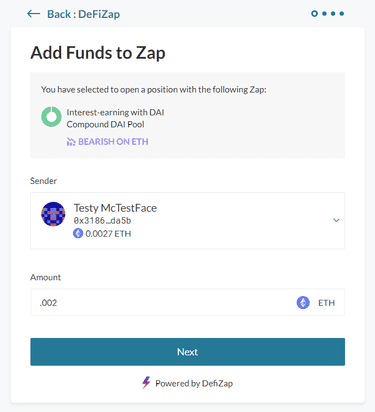 Back : DeFiZap
Add Funds to Zap
You have selected to open a position with the following Zap:
Interest-earning with DAI
Compound DAI Pool
BEARISH ON ETH
Sender
Testy McTestFace
0x3186…da5b
0.0027 ETH
Amount
.002 ETH
Next
Powered by DefiZap